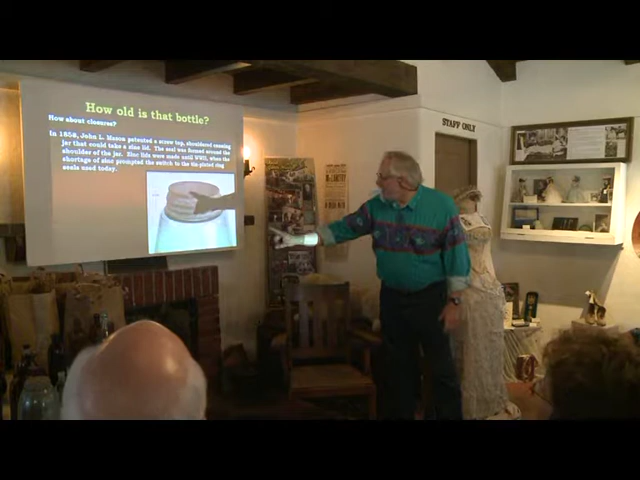 How old is that bottle?
How about closures?
In 1858, John L. Mason patented a screw top, shouldered canning
jar that could take a zinc lid. The seal was formed around the
shoulder of the jar. Zinc lids were made until WWII, when the
shortage of zinc prompted the switch to the tin-plated ring
seals used today.
STAFF ONLY